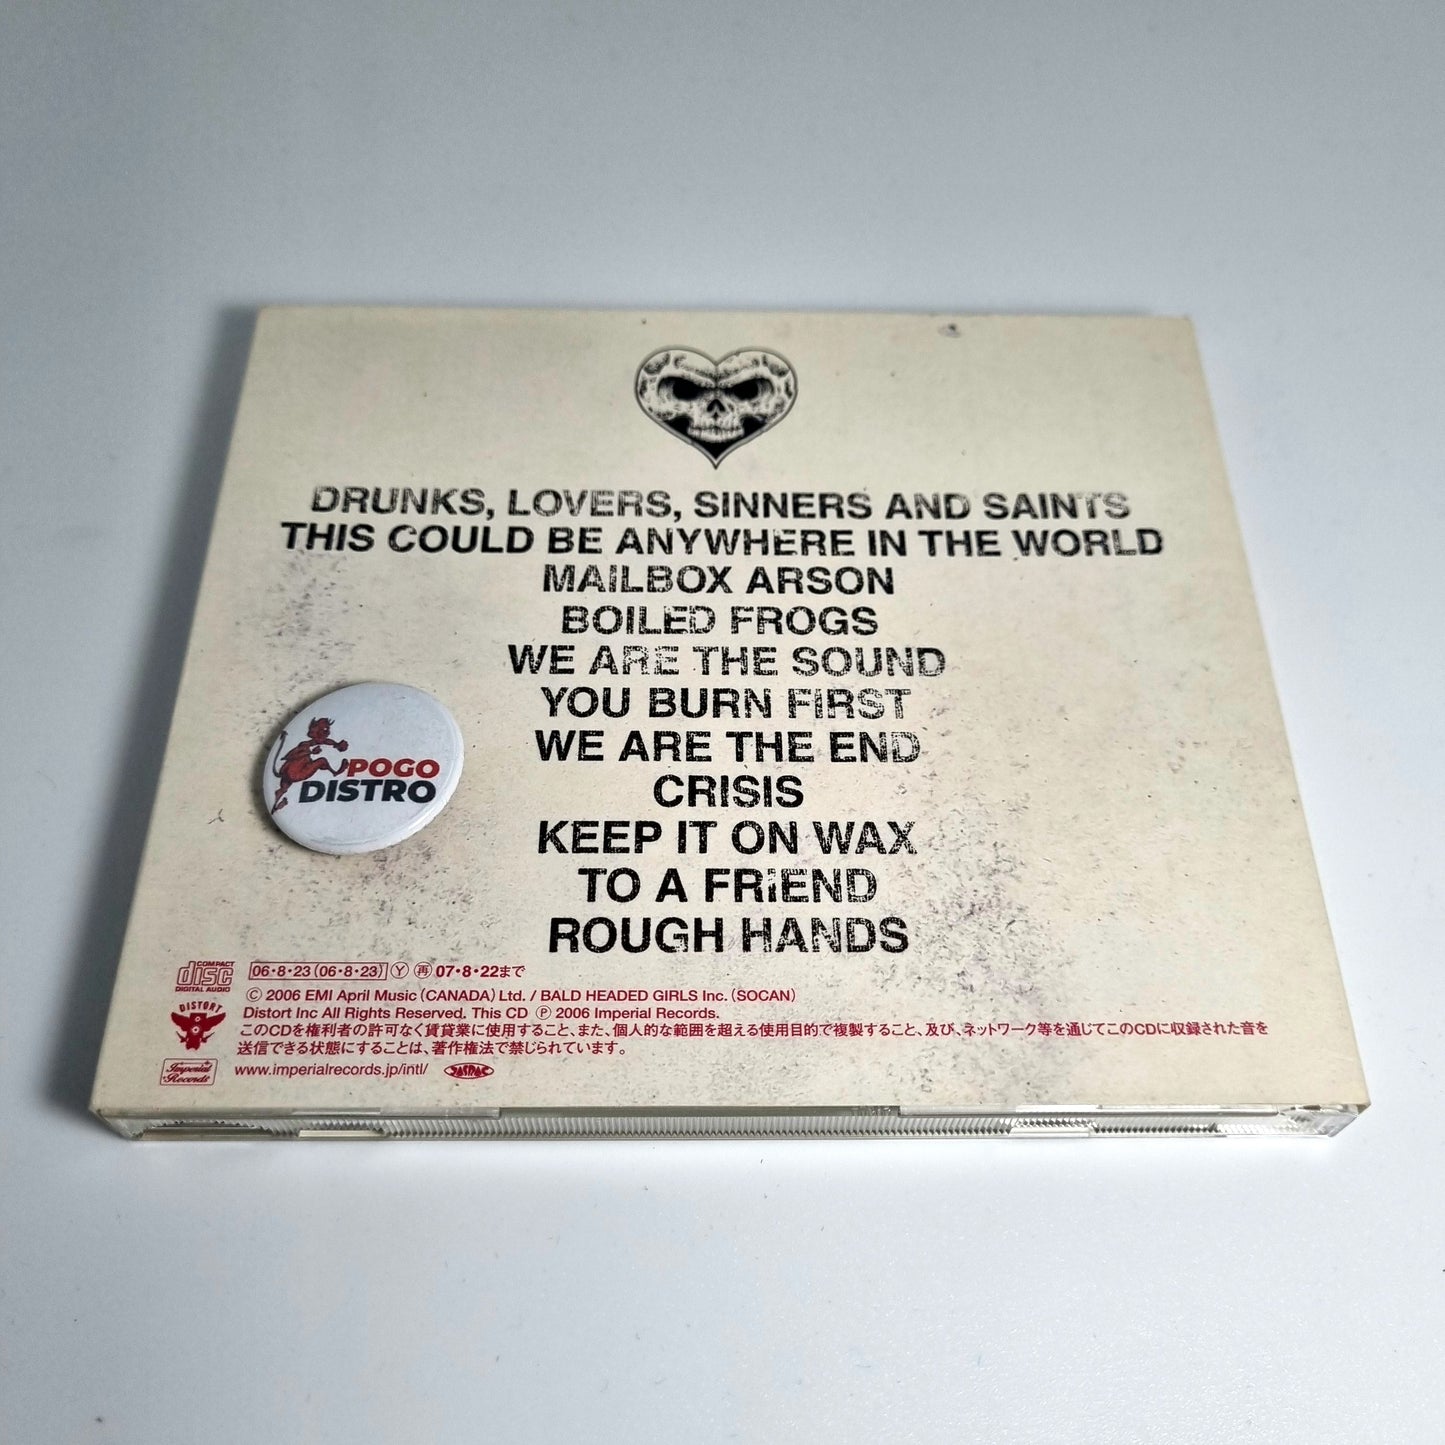 DRUNKS, LOVERS, SINNERS AND SAINTS
THIS COULD BE ANYWHERE IN THE WORLD
MAILBOX ARSON
BOILED FROGS
WE ARE THE SOUND
YOU BURN FIRST
WE ARE THE END
CRISIS
KEEP IT ON WAX
TO A FRIEND
ROUGH HANDS
POGO
DISTRO
COMPACT
disc
DIGITAL AUDIO
06・8・23 (06・8・23) Ⓨ ㊢ 07・8・22まで
Ⓒ 2006 EMI April Music (CANADA) Ltd. / BALD HEADED GIRLS Inc. (SOCAN)
DISTORT
Distort Inc All Rights Reserved. This CD Ⓟ 2006 Imperial Records.
このCDを権利者の許可なく賃貸業に使用すること、また、個人的な範囲を超える使用目的で複製すること、及び、ネットワーク等を通じてこのCDに収録された音を
送信できる状態にすることは、著作権法で禁じられています。
Imperial
Records
www.imperialrecords.jp/intl/ JASRAC